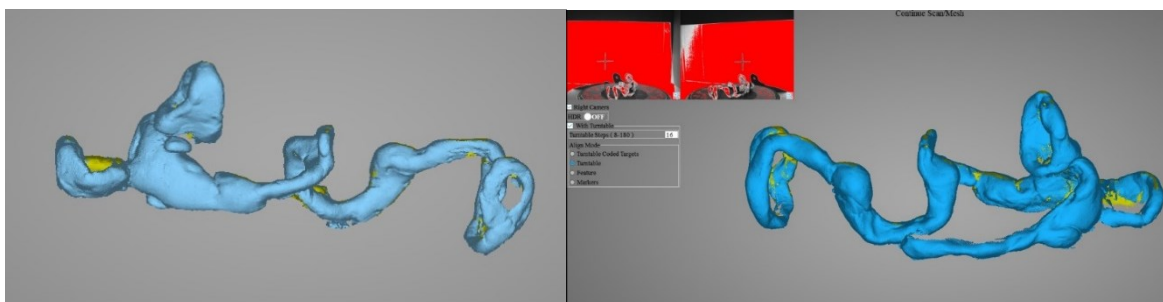 Continue Scan/Mesh
Right Camera
HDR OFF
With Turntable
Turntable Steps ( 8-180 ) 16
Align Mode
Turntable Coded Targets
Turntable
Feature
Markers